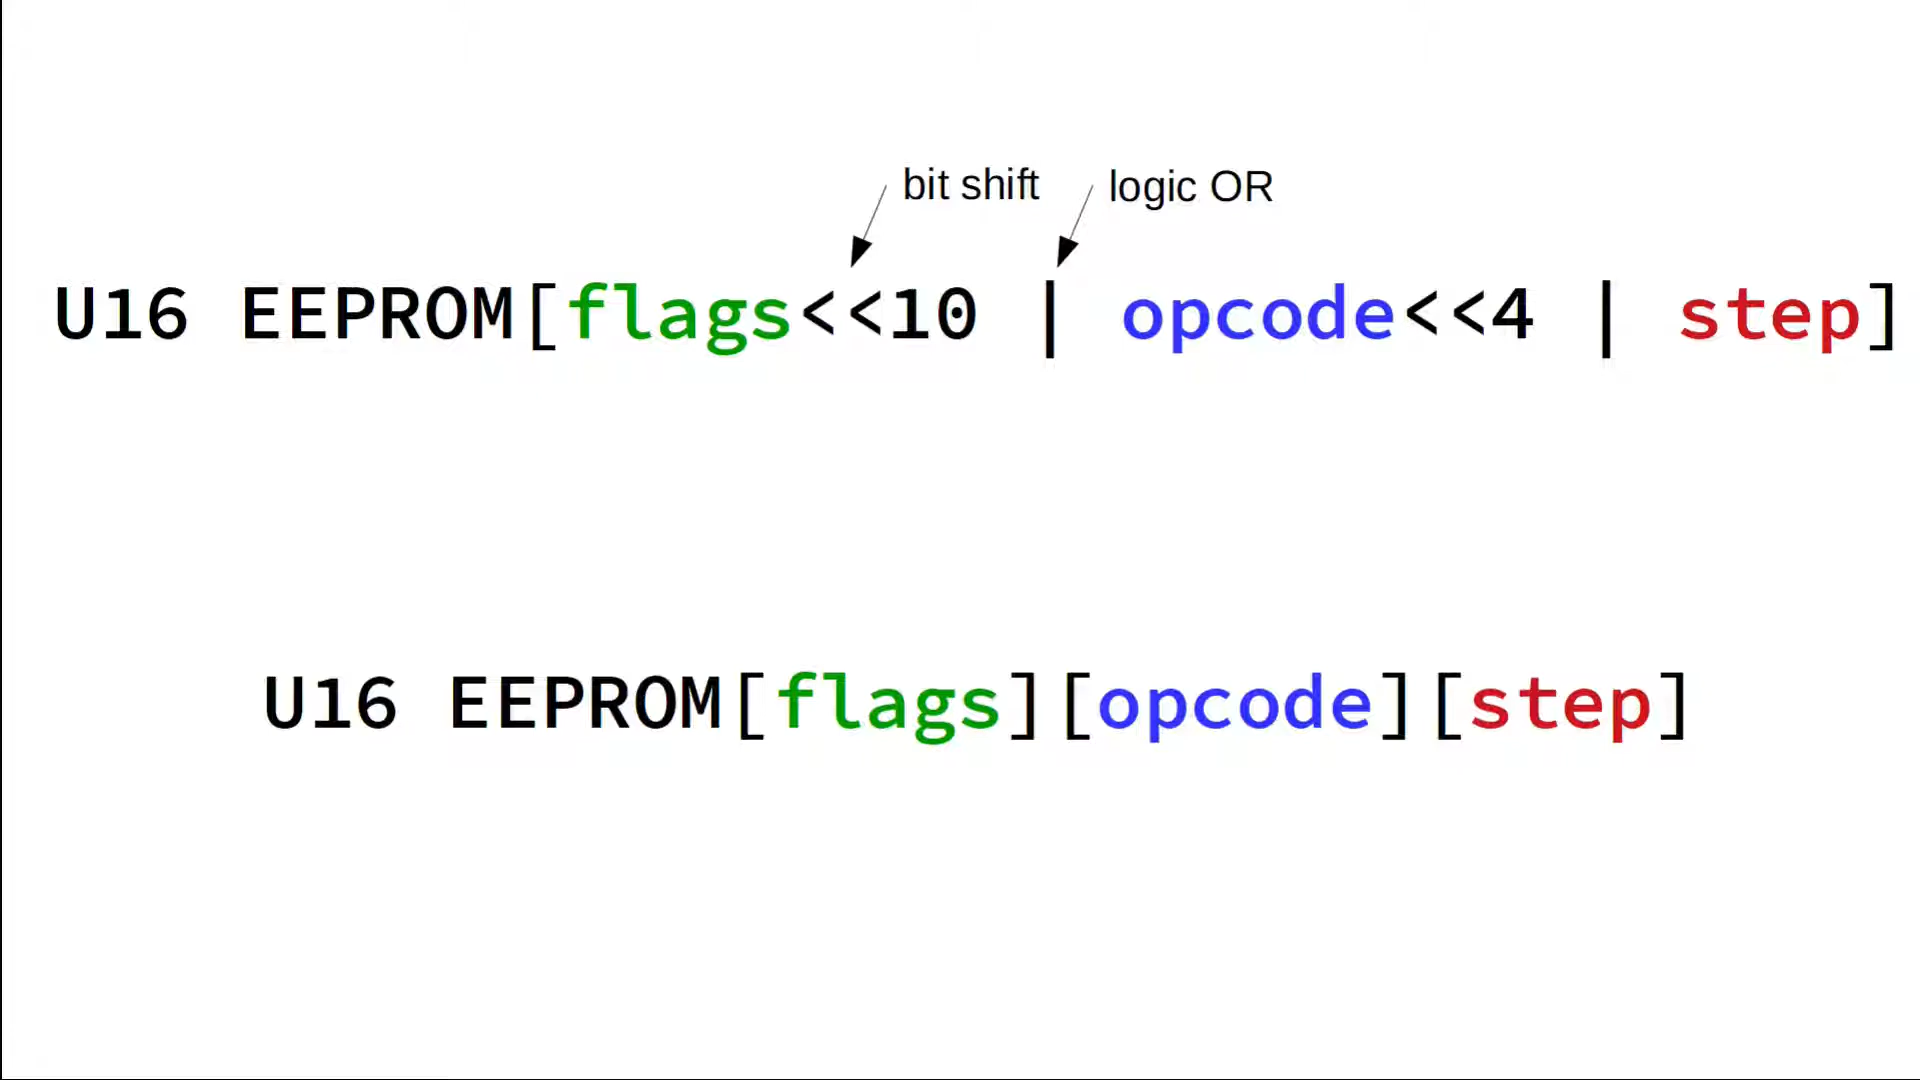 bit shift logic OR
U16 EEPROM[flags<<10 | opcode<<4 | step]
U16 EEPROM[flags][opcode][step]